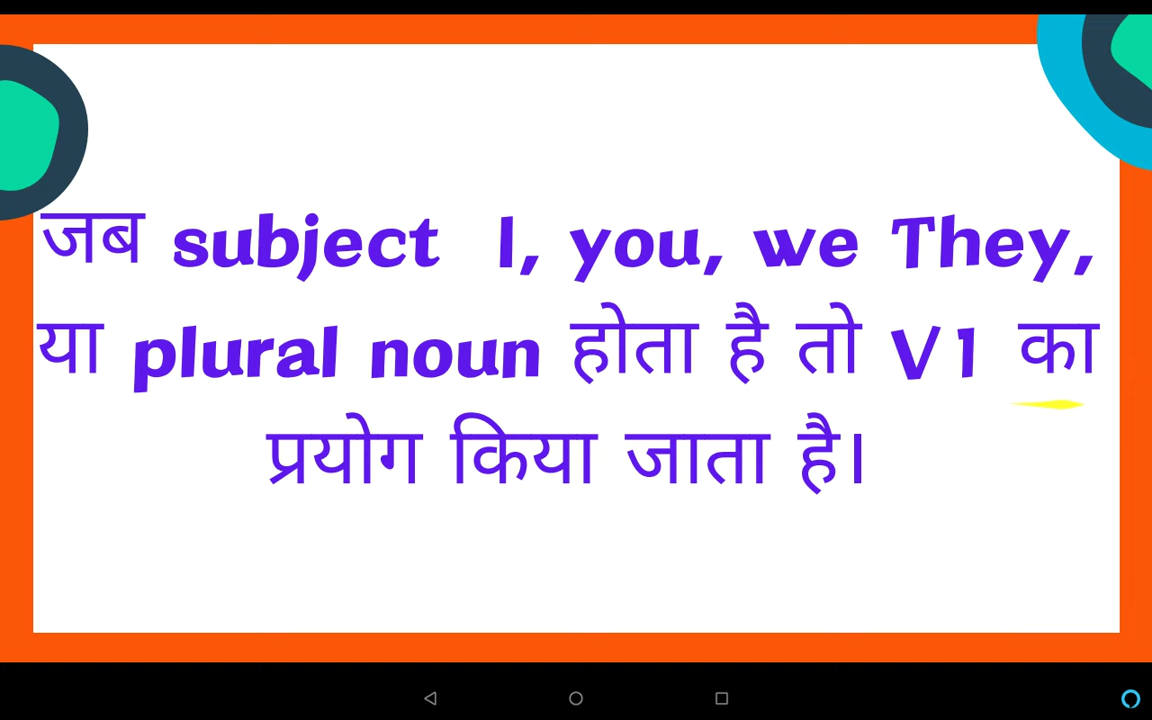 जब subject I, you, we They,
या plural noun होता है तो V1 का
प्रयोग किया जाता है।